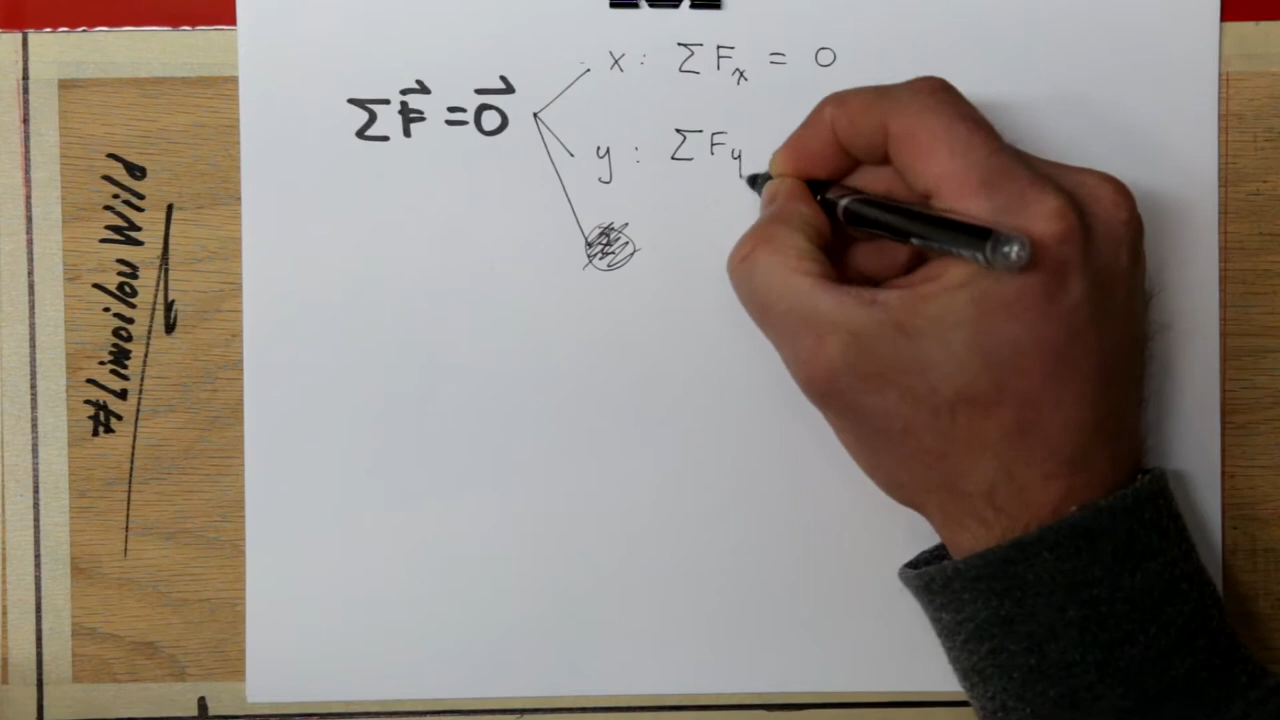 x : ΣFx = 0
ΣF⃗ = 0⃗
y : ΣFy
#Limoilou Wild